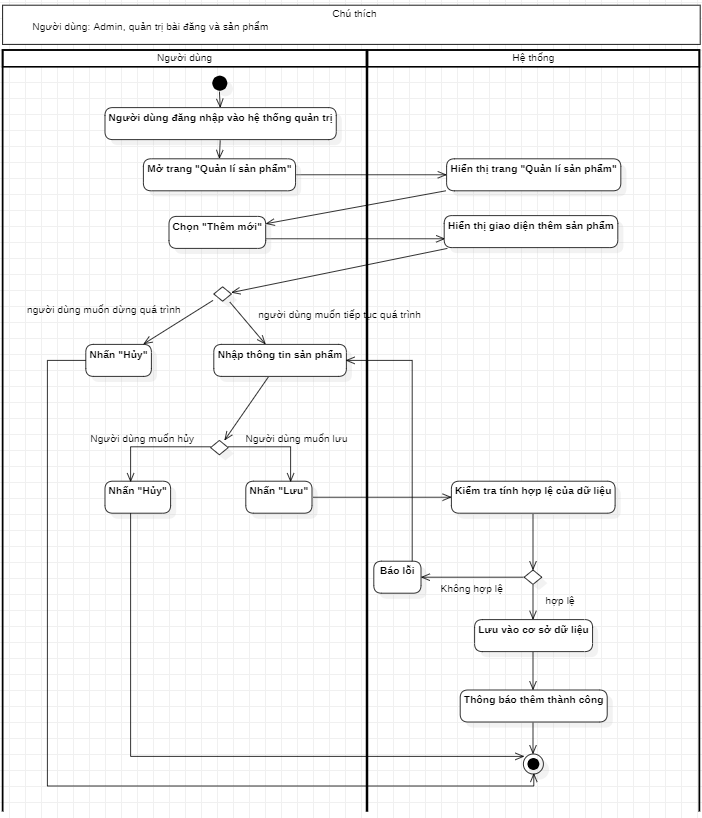 Chú thích
Người dùng: Admin, quản trị bài đăng và sản phẩm
Người dùng
Hệ thống
Người dùng đăng nhập vào hệ thống quản trị
Mở trang "Quản lí sản phẩm"
Hiển thị trang "Quản lí sản phẩm"
Chọn "Thêm mới"
Hiển thị giao diện thêm sản phẩm
người dùng muốn dừng quá trình
người dùng muốn tiếp tục quá trình
Nhấn "Hủy"
Nhập thông tin sản phẩm
Người dùng muốn hủy
Người dùng muốn lưu
Nhấn "Hủy"
Nhấn "Lưu"
Kiểm tra tính hợp lệ của dữ liệu
Báo lỗi
Không hợp lệ
hợp lệ
Lưu vào cơ sở dữ liệu
Thông báo thêm thành công